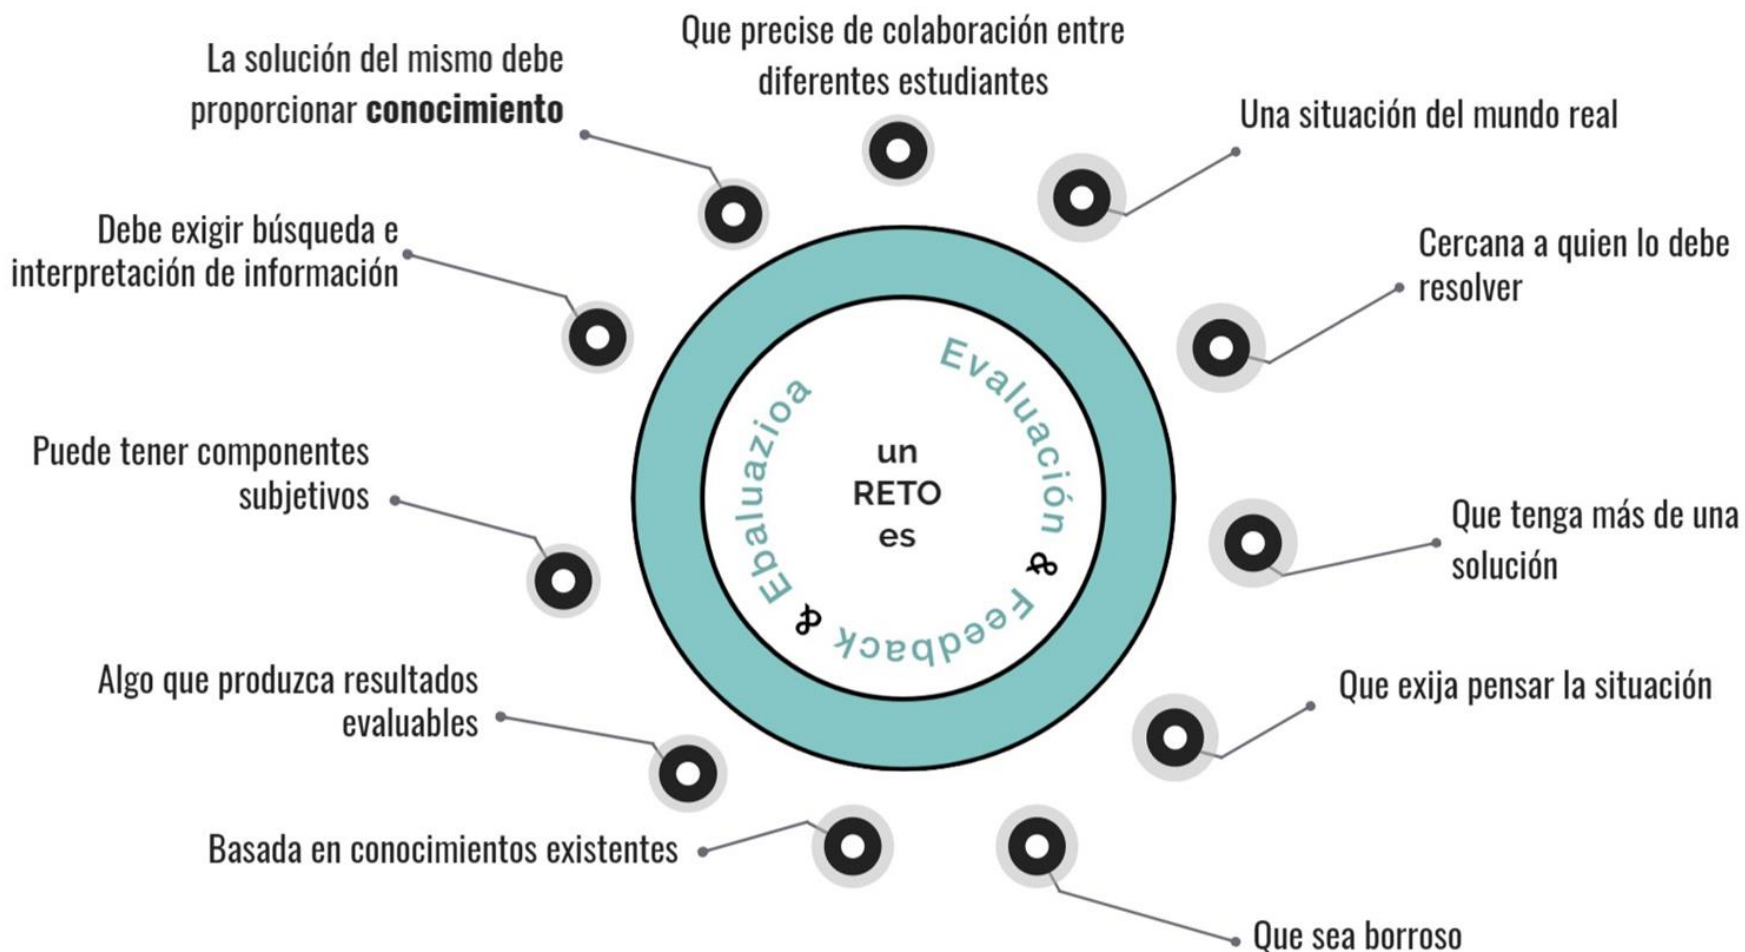 Que precise de colaboración entre
diferentes estudiantes
Una situación del mundo real
Cercana a quien lo debe
resolver
Que tenga más de una
solución
Que exija pensar la situación
Que sea borroso
Basada en conocimientos existentes
Algo que produzca resultados
evaluables
Puede tener componentes
subjetivos
Debe exigir búsqueda e
interpretación de información
La solución del mismo debe
proporcionar conocimiento
un
RETO
es
Evaluación & Feedback & Ebaluazioa